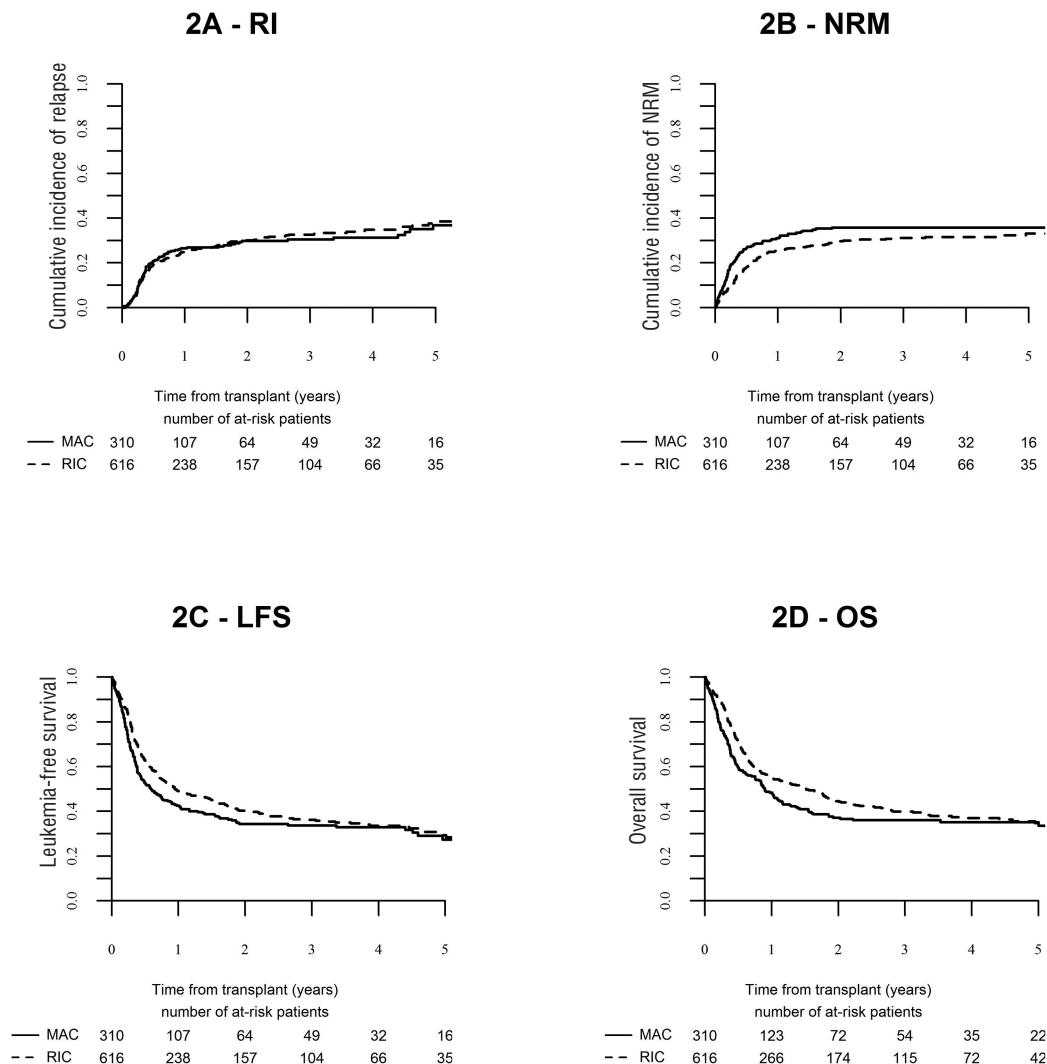 2A - RI
Cumulative incidence of relapse
1.0
0.8
0.6
0.4
0.2
0.0
0 1 2 3 4 5
Time from transplant (years)
number of at-risk patients
MAC 310 107 64 49 32 16
RIC 616 238 157 104 66 35
2B - NRM
Cumulative incidence of NRM
1.0
0.8
0.6
0.4
0.2
0.0
0 1 2 3 4 5
Time from transplant (years)
number of at-risk patients
MAC 310 107 64 49 32 16
RIC 616 238 157 104 66 35
2C - LFS
Leukemia-free survival
1.0
0.8
0.6
0.4
0.2
0.0
0 1 2 3 4 5
Time from transplant (years)
number of at-risk patients
MAC 310 107 64 49 32 16
RIC 616 238 157 104 66 35
2D - OS
Overall survival
1.0
0.8
0.6
0.4
0.2
0.0
0 1 2 3 4 5
Time from transplant (years)
number of at-risk patients
MAC 310 123 72 54 35 22
RIC 616 266 174 115 72 42